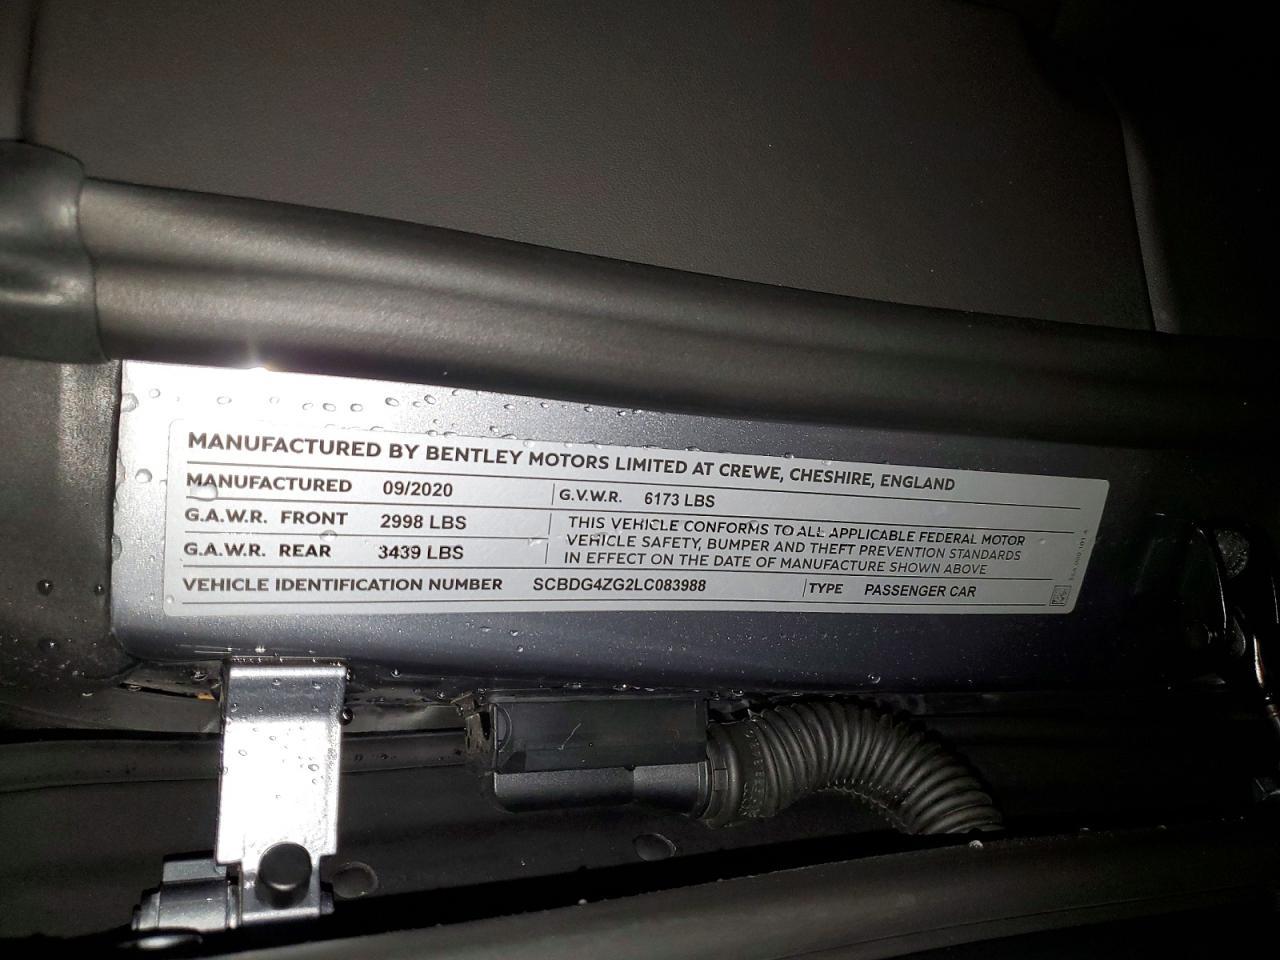 MANUFACTURED BY BENTLEY MOTORS LIMITED AT CREWE, CHESHIRE, ENGLAND
MANUFACTURED 09/2020 G.V.W.R. 6173 LBS
G.A.W.R. FRONT 2998 LBS
G.A.W.R. REAR 3439 LBS
THIS VEHICLE CONFORMS TO ALL APPLICABLE FEDERAL MOTOR
VEHICLE SAFETY, BUMPER AND THEFT PREVENTION STANDARDS
IN EFFECT ON THE DATE OF MANUFACTURE SHOWN ABOVE
VEHICLE IDENTIFICATION NUMBER SCBDG4ZG2LC083988 TYPE PASSENGER CAR